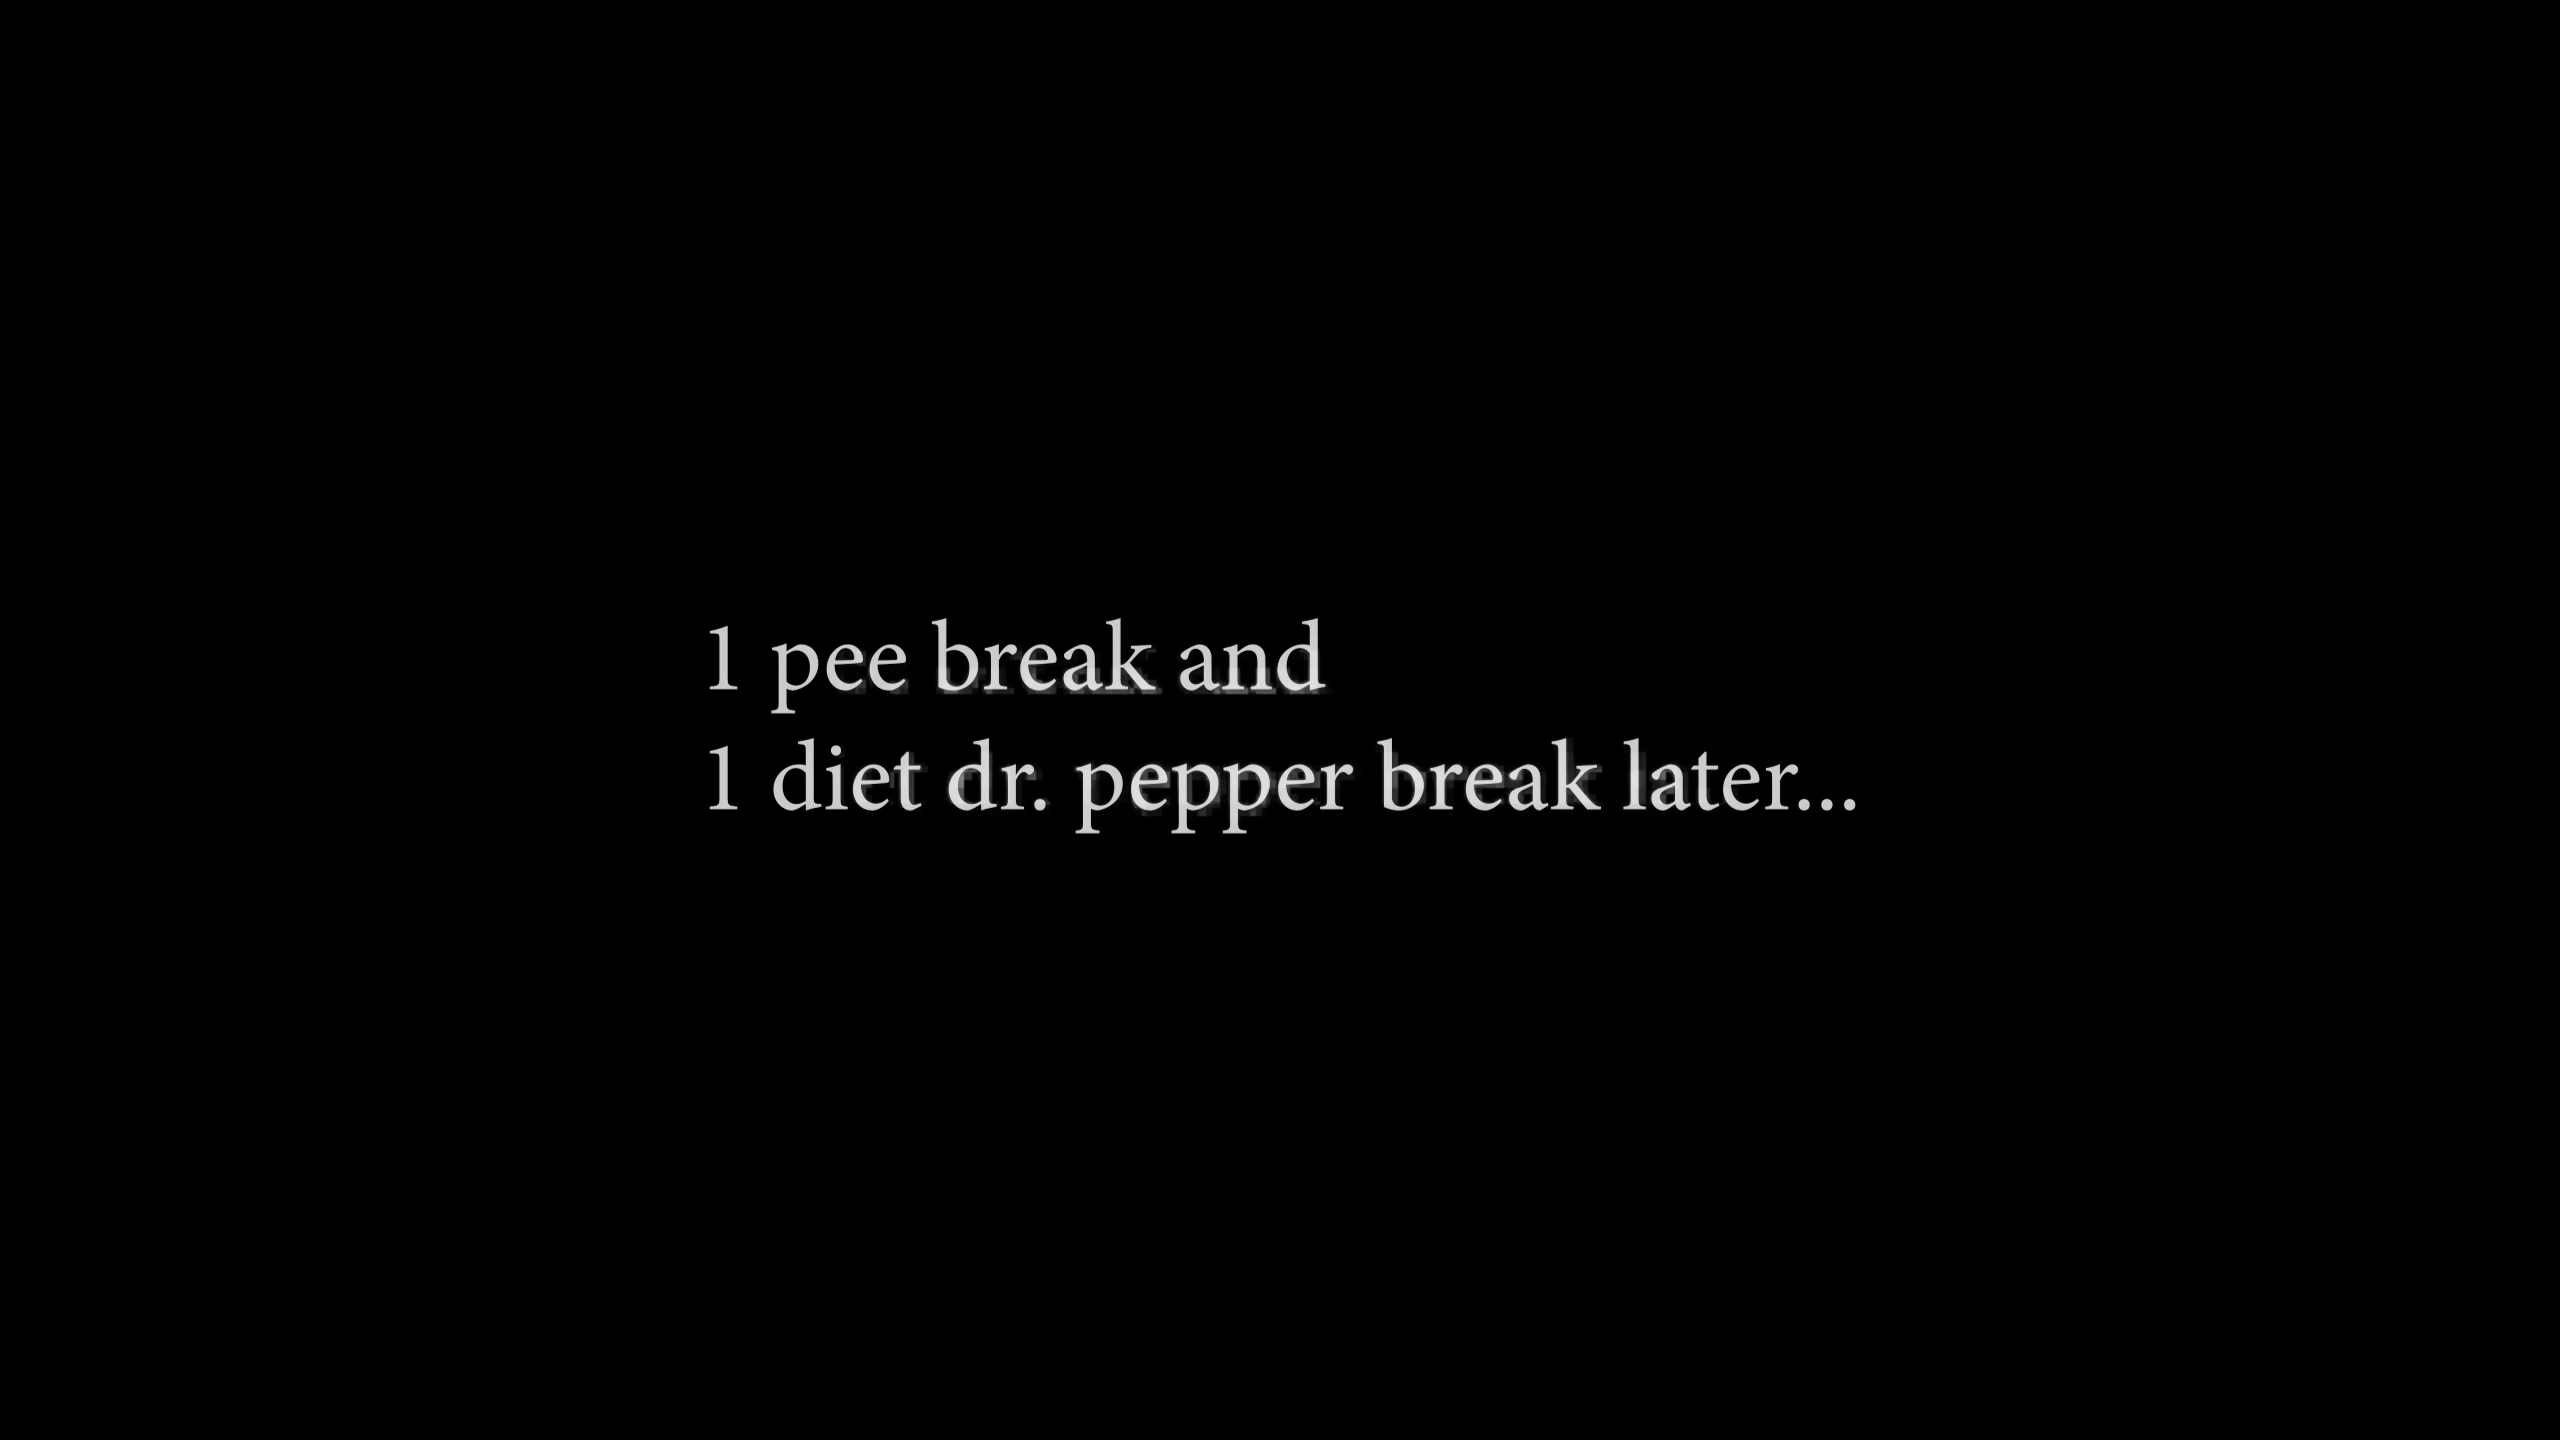 1 pee break and
1 diet dr. pepper break later...